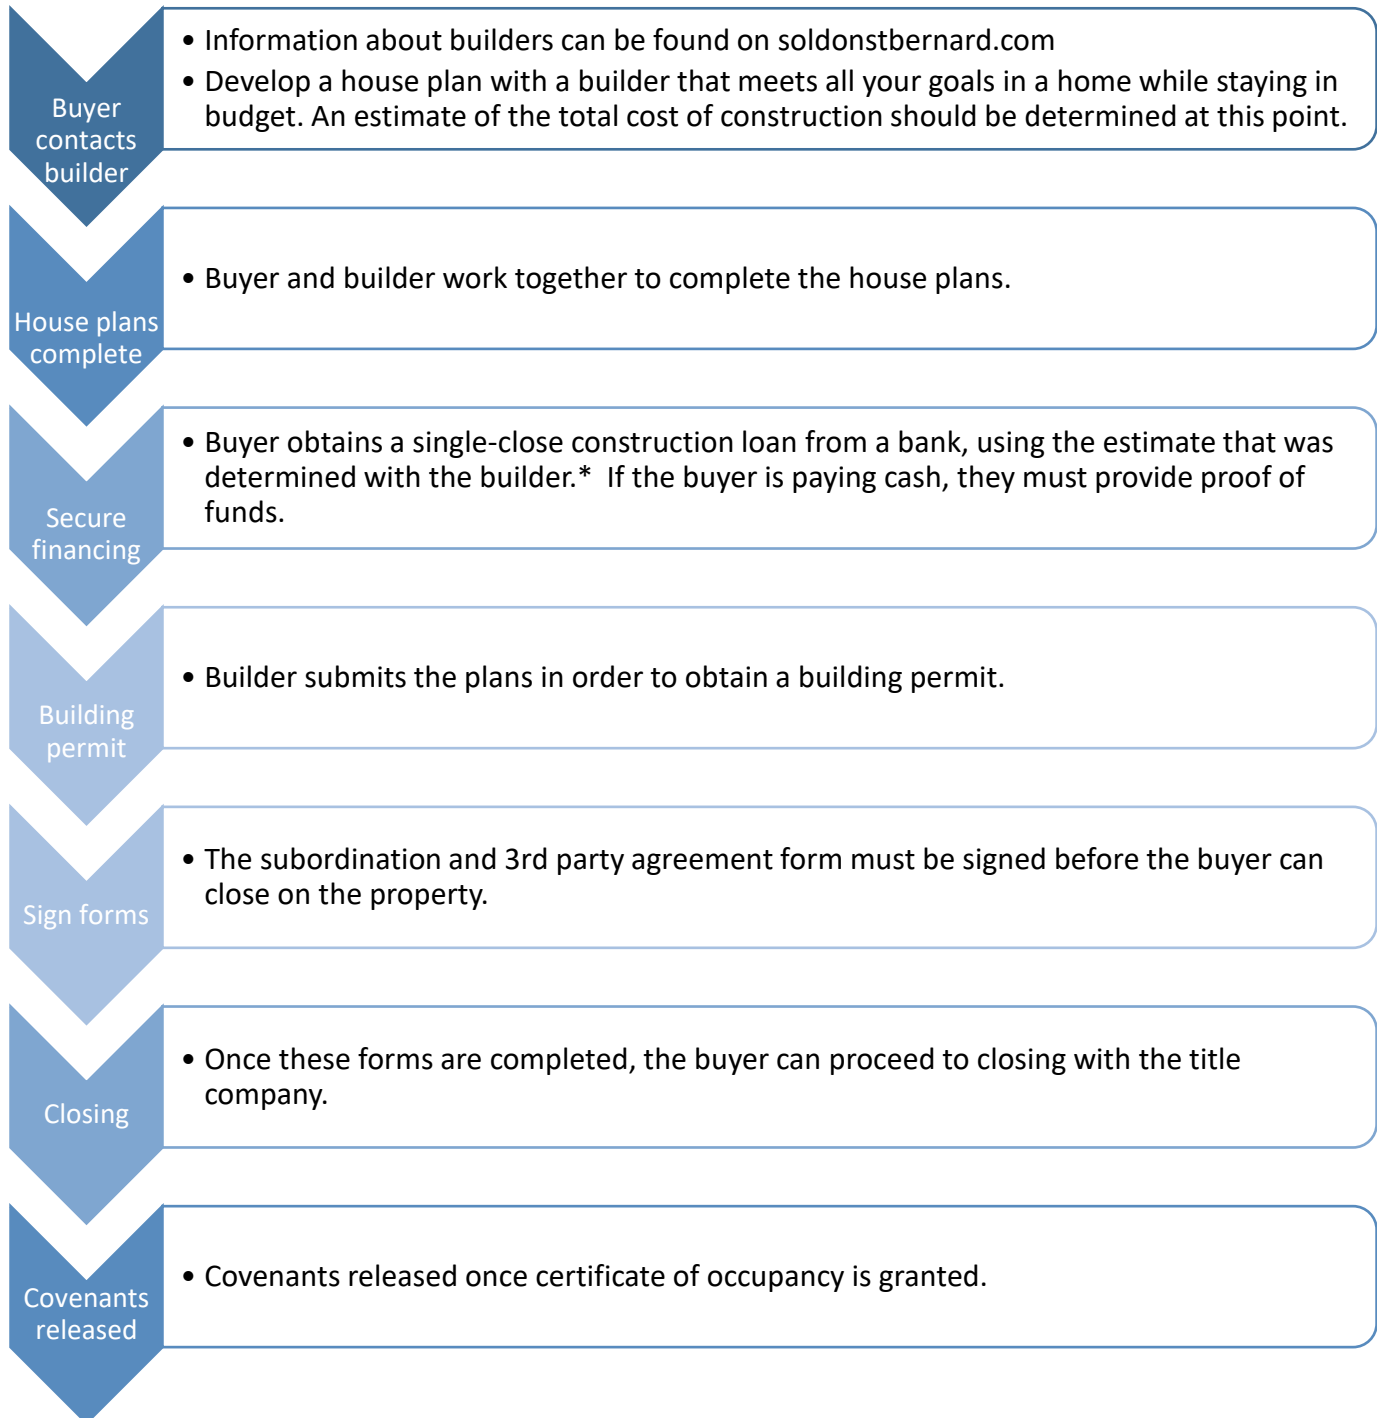 Buyer
contacts
builder
• Information about builders can be found on soldonstbernard.com
• Develop a house plan with a builder that meets all your goals in a home while staying in
budget. An estimate of the total cost of construction should be determined at this point.
House plans
complete
• Buyer and builder work together to complete the house plans.
Secure
financing
• Buyer obtains a single-close construction loan from a bank, using the estimate that was
determined with the builder.*  If the buyer is paying cash, they must provide proof of
funds.
Building
permit
• Builder submits the plans in order to obtain a building permit.
Sign forms
• The subordination and 3rd party agreement form must be signed before the buyer can
close on the property.
Closing
• Once these forms are completed, the buyer can proceed to closing with the title
company.
Covenants
released
• Covenants released once certificate of occupancy is granted.